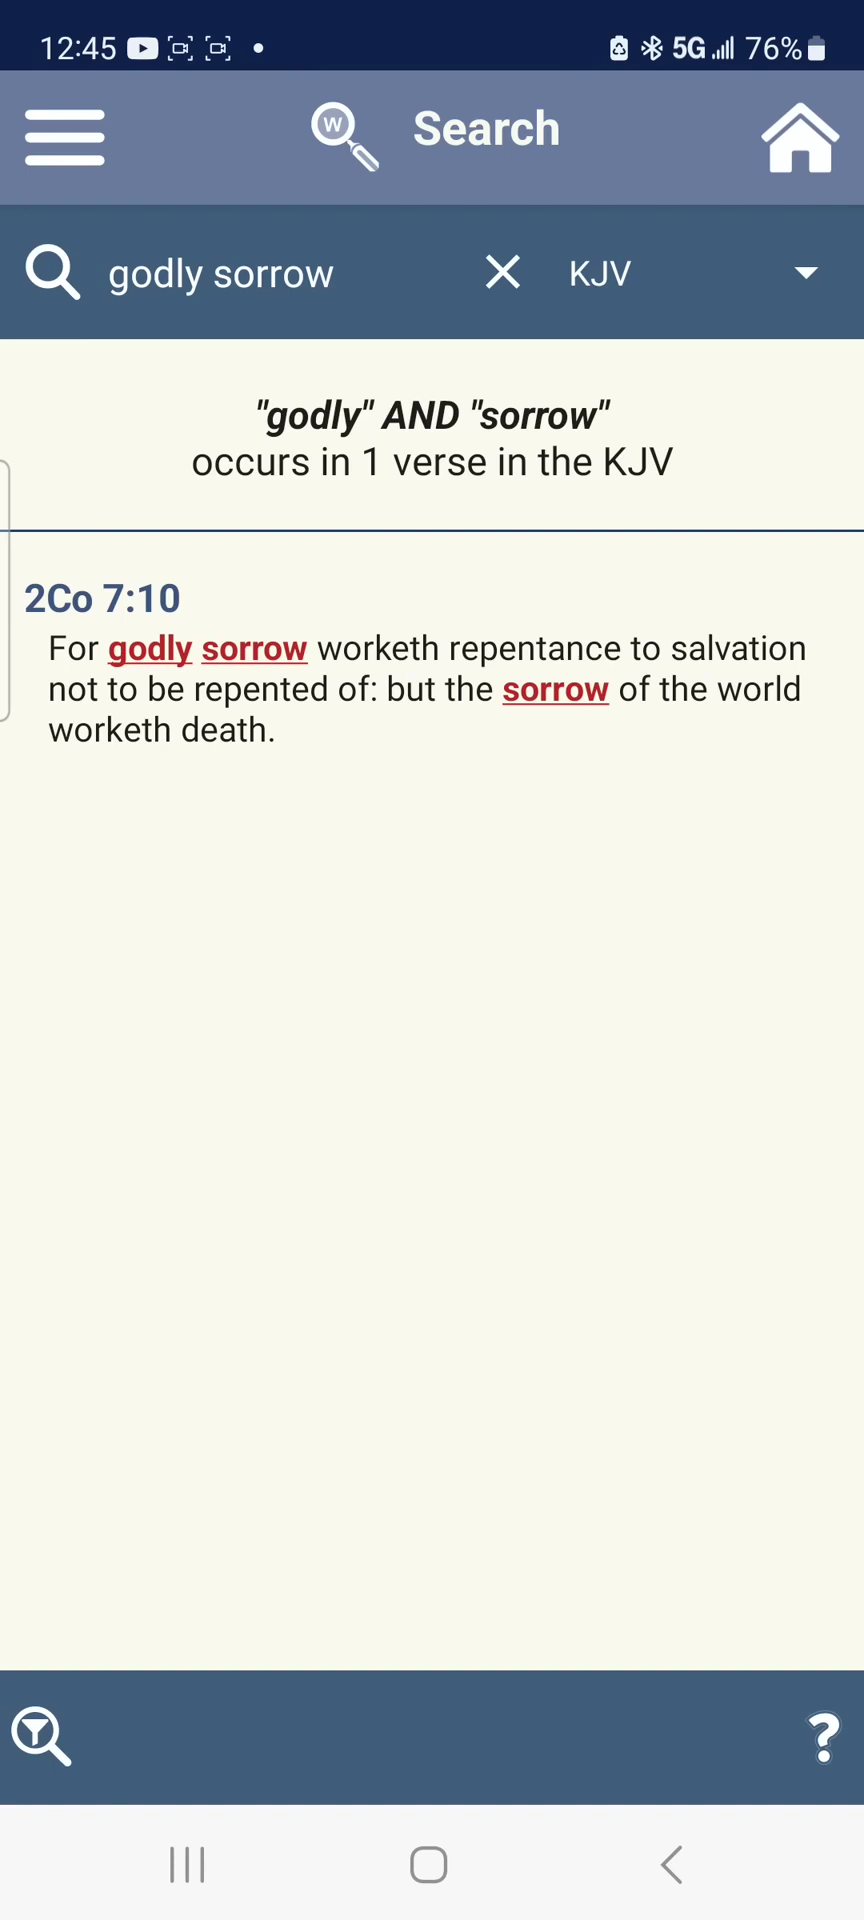 12:45 5G 76%
W Search
godly sorrow KJV
"godly" AND "sorrow"
occurs in 1 verse in the KJV
2Co 7:10
For godly sorrow worketh repentance to salvation
not to be repented of: but the sorrow of the world
worketh death.
?